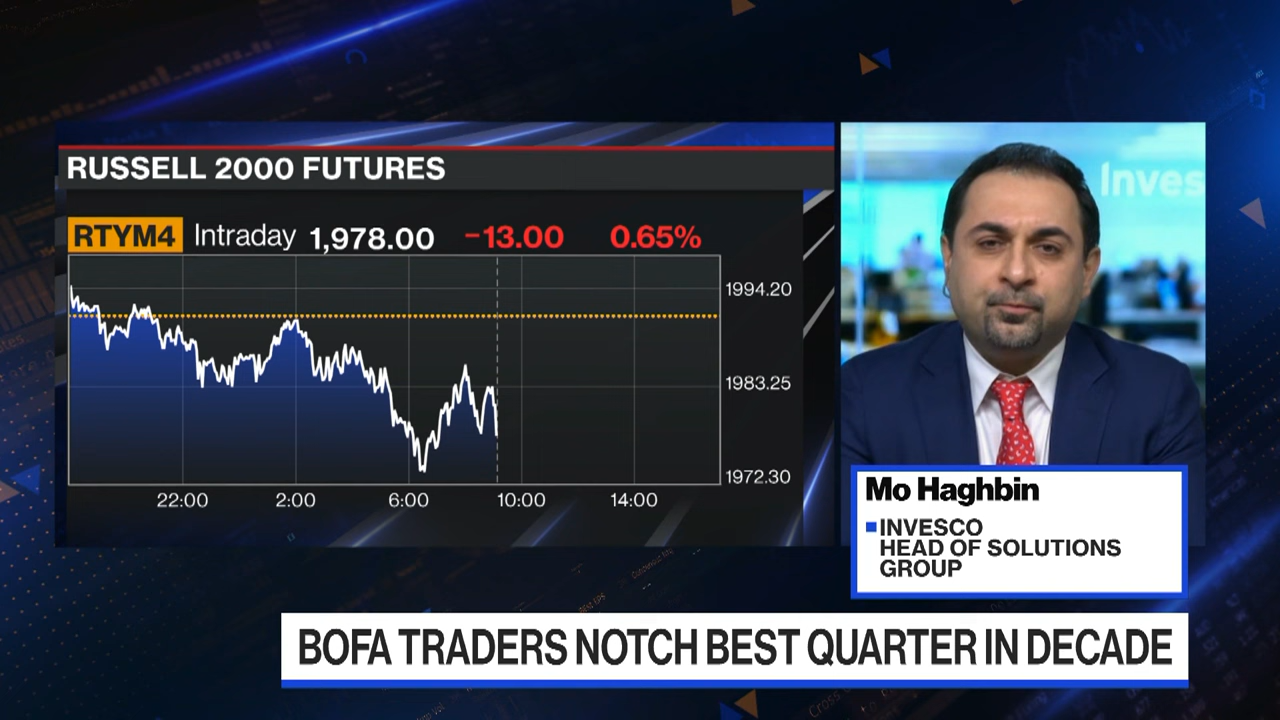 RUSSELL 2000 FUTURES
RTYM4 Intraday 1,978.00 -13.00 0.65%
1994.20
1983.25
1972.30
22:00 2:00 6:00 10:00 14:00
Inves
Mo Haghbin
INVESCO
HEAD OF SOLUTIONS
GROUP
BOFA TRADERS NOTCH BEST QUARTER IN DECADE